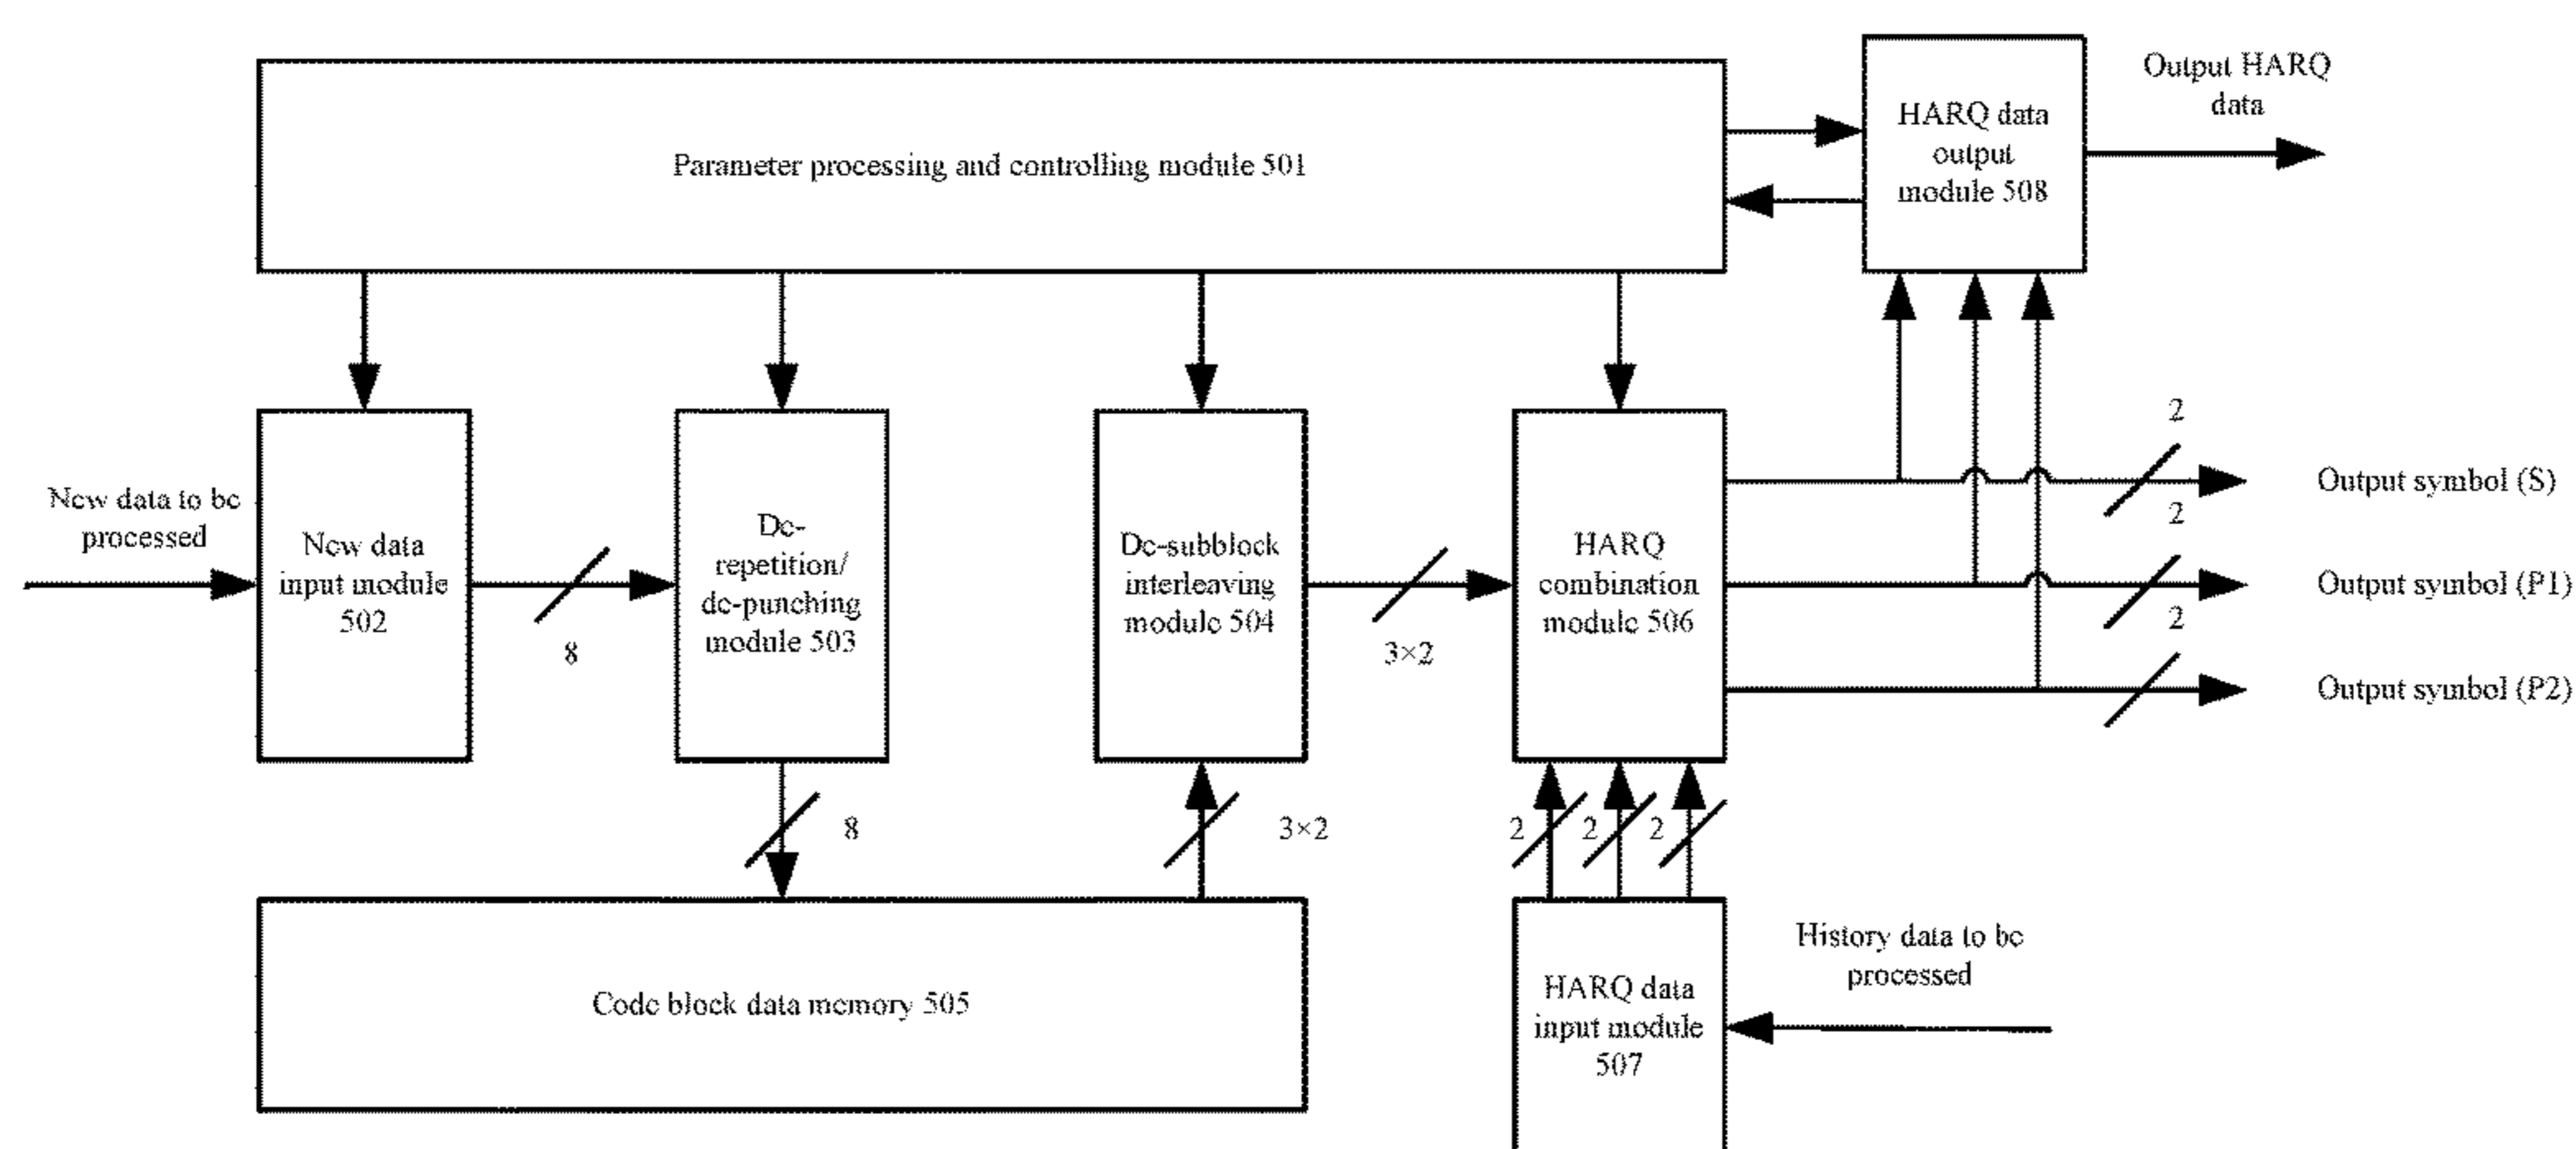 Output HARQ
data
HARQ data
output
module 508
Parameter processing and controlling module 501
New data to be
processed
New data
input module
502
8
De-
repetition/
de-punching
module 503
De-subblock
interleaving
module 504
3×2
HARQ
combination
module 506
2
Output symbol (S)
2
Output symbol (P1)
2
Output symbol (P2)
8
3×2
2
2
2
Code block data memory 505
HARQ data
input module
507
History data to be
processed